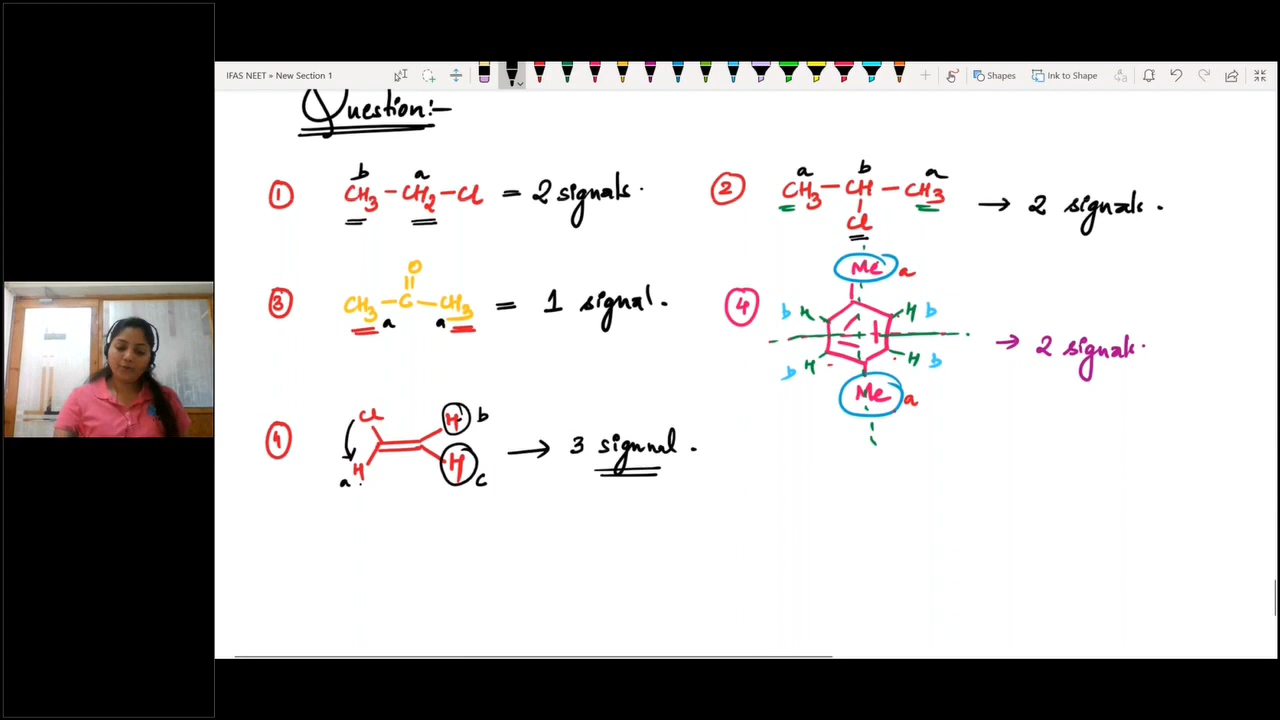 IFAS NEET » New Section 1
Shapes
Ink to Shape
Question:-
① b a
CH3 - CH2 - Cl = 2 signals.
② a b a
CH3 - CH - CH3 → 2 signals.
Cl
③ O
CH3 - C - CH3 = 1 signal.
a a
④ Me a
b H H b
→ 2 signals.
b H H b
Me a
④ Cl H b
→ 3 signnal.
H H
a c